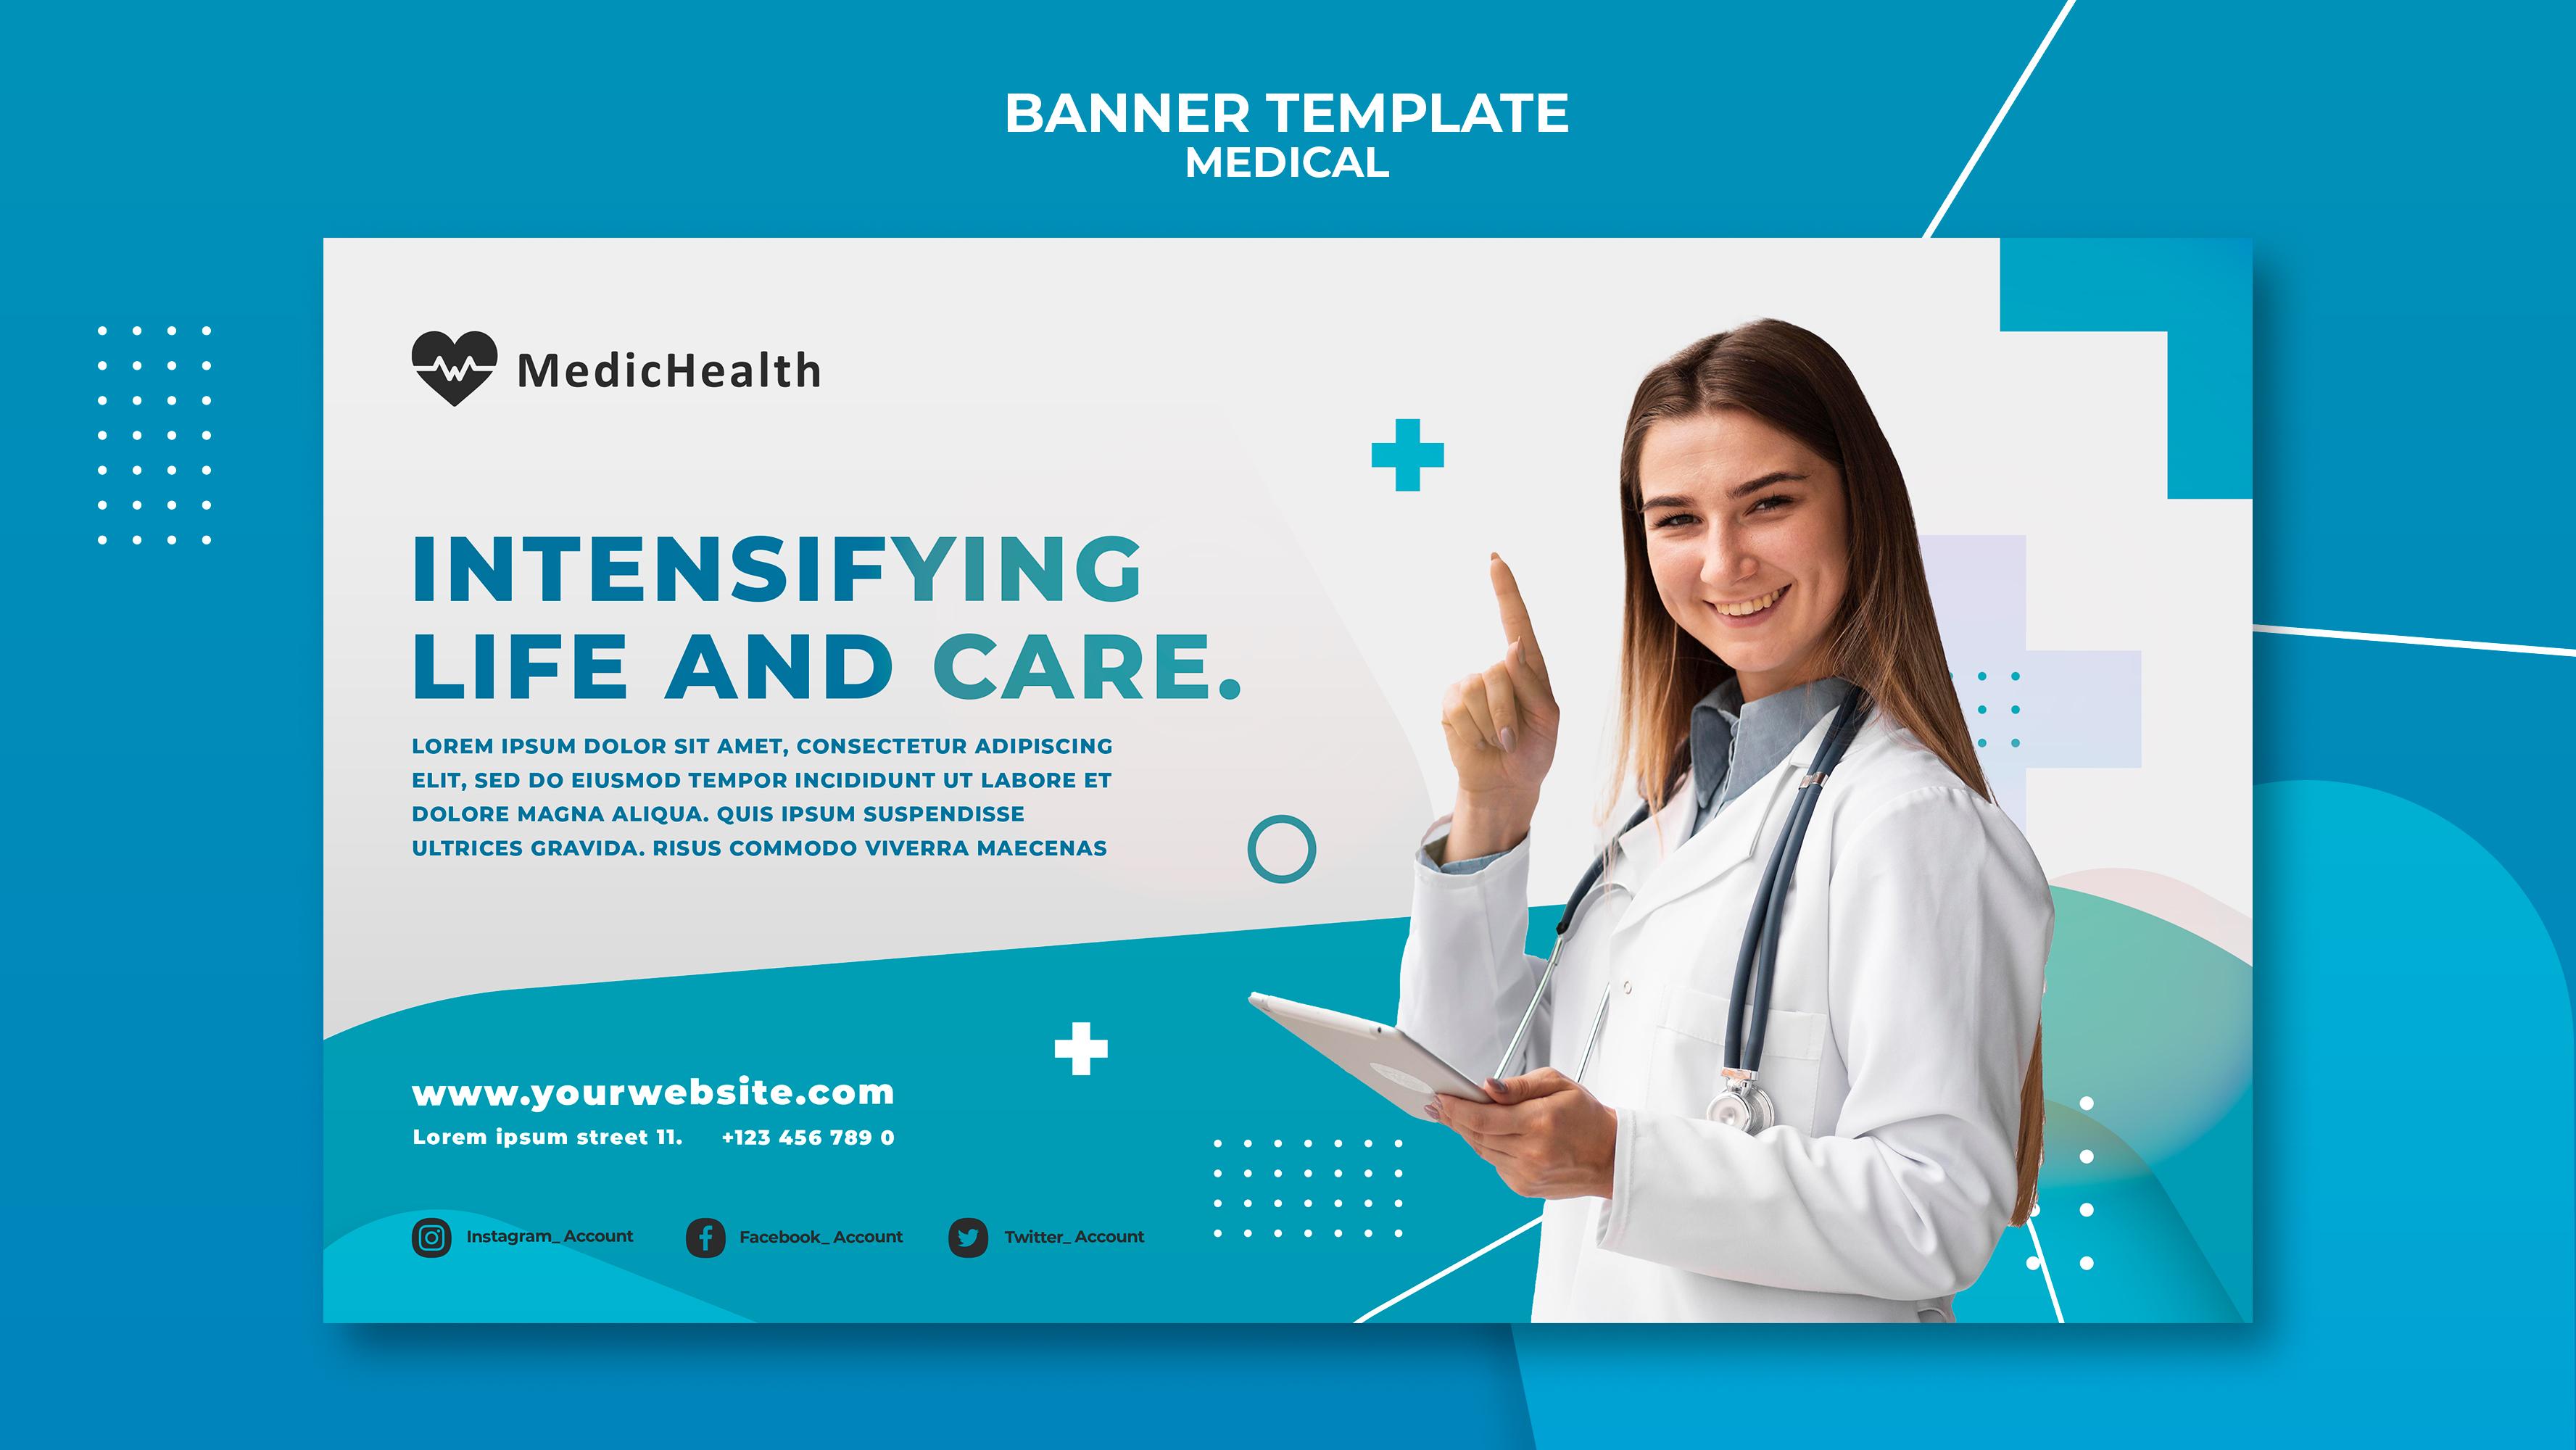 BANNER TEMPLATE
MEDICAL
MedicHealth
INTENSIFYING
LIFE AND CARE.
LOREM IPSUM DOLOR SIT AMET, CONSECTETUR ADIPISCING
ELIT, SED DO EIUSMOD TEMPOR INCIDIDUNT UT LABORE ET
DOLORE MAGNA ALIQUA. QUIS IPSUM SUSPENDISSE
ULTRICES GRAVIDA. RISUS COMMODO VIVERRA MAECENAS
www.yourwebsite.com
Lorem ipsum street 11. +123 456 789 0
Instagram_Account Facebook_Account Twitter_Account